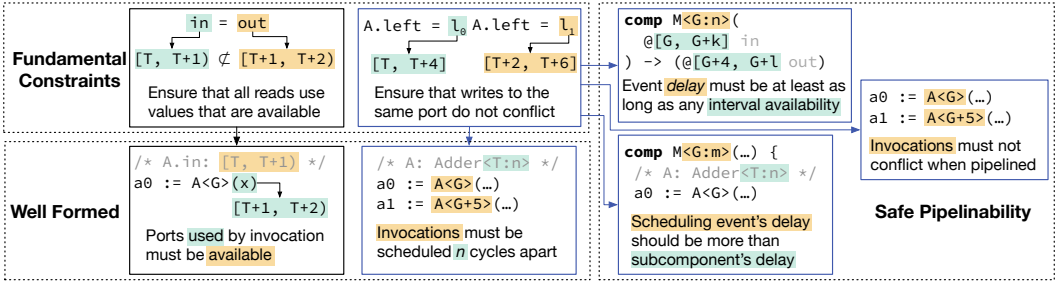 Fundamental
Constraints
in = out
[T, T+1) ⊄ [T+1, T+2)
Ensure that all reads use
values that are available
A.left = l0 A.left = l1
[T, T+4] [T+2, T+6]
Ensure that writes to the
same port do not conflict
Well Formed
/* A.in: [T, T+1) */
a0 := A<G>(x)
[T+1, T+2)
Ports used by invocation
must be available
/* A: Adder<T:n> */
a0 := A<G>(…)
a1 := A<G+5>(…)
Invocations must be
scheduled n cycles apart
comp M<G:n>(
@[G, G+k] in
) -> (@[G+4, G+l out)
Event delay must be at least as
long as any interval availability
comp M<G:m>(…) {
/* A: Adder<T:n> */
a0 := A<G>(…)
Scheduling event's delay
should be more than
subcomponent's delay
a0 := A<G>(…)
a1 := A<G+5>(…)
Invocations must not
conflict when pipelined
Safe Pipelinability